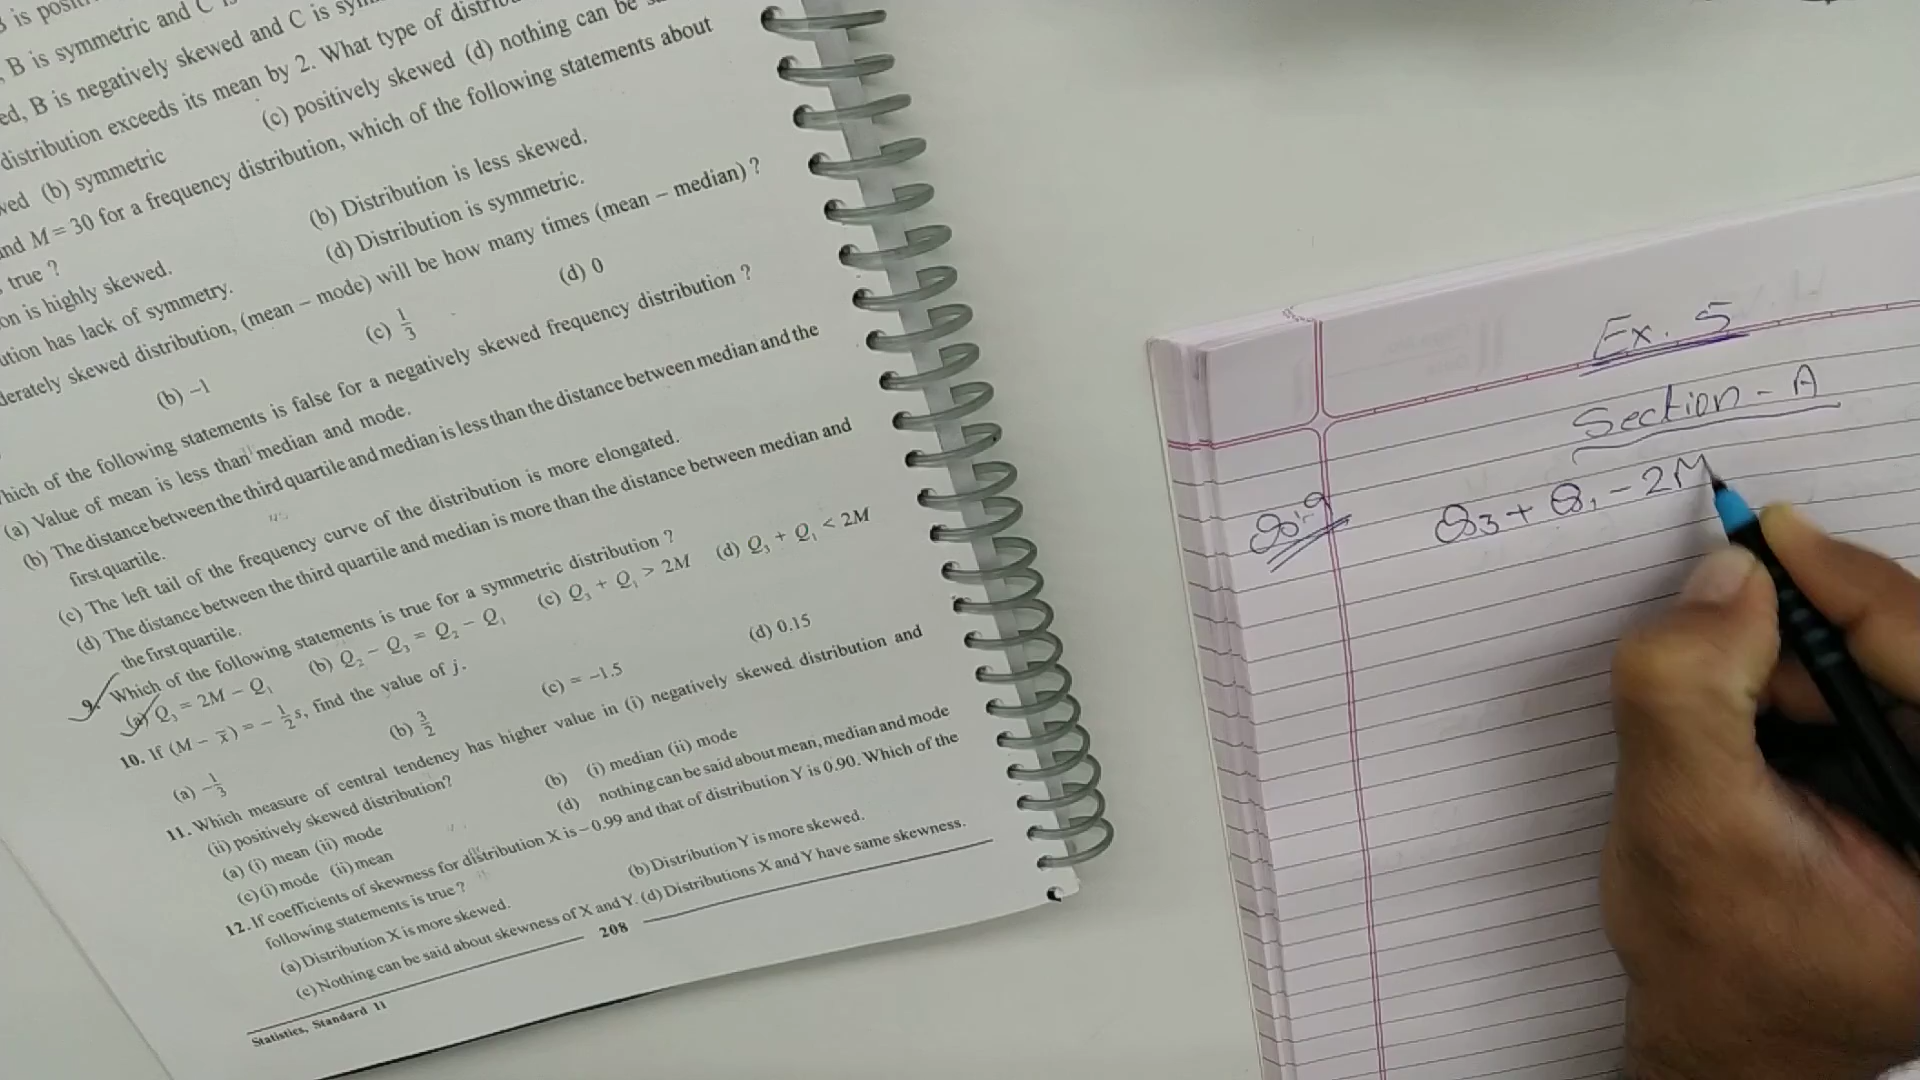 B is symmetric and C
ed, B is negatively skewed and C is
distribution exceeds its mean by 2. What type of
wed (b) symmetric (c) positively skewed (d) nothing can be
and M = 30 for a frequency distribution, which of the following statements about
true ?
on is highly skewed. (b) Distribution is less skewed.
ution has lack of symmetry. (d) Distribution is symmetric.
derately skewed distribution, (mean – mode) will be how many times (mean – median) ?
(b) –1 (c) 1/3 (d) 0
hich of the following statements is false for a negatively skewed frequency distribution ?
(a) Value of mean is less than median and mode.
(b) The distance between the third quartile and median is less than the distance between median and the
first quartile.
(c) The left tail of the frequency curve of the distribution is more elongated.
(d) The distance between the third quartile and median is more than the distance between median and
the first quartile.
9. Which of the following statements is true for a symmetric distribution ?
(a) Q₃ = 2M – Q₁ (b) Q₂ – Q₃ = Q₂ – Q₁ (c) Q₃ + Q₁ > 2M (d) Q₃ + Q₁ < 2M
10. If (M – x̄) = – 1/2 s, find the value of j.
(a) –1/3 (b) 3/2 (c) = –1.5 (d) 0.15
11. Which measure of central tendency has higher value in (i) negatively skewed distribution and
(ii) positively skewed distribution?
(a) (i) mean (ii) mode (b) (i) median (ii) mode
(c) (i) mode (ii) mean (d) nothing can be said about mean, median and mode
12. If coefficients of skewness for distribution X is – 0.99 and that of distribution Y is 0.90. Which of the
following statements is true ?
(a) Distribution X is more skewed. (b) Distribution Y is more skewed.
(c) Nothing can be said about skewness of X and Y. (d) Distributions X and Y have same skewness.
208
Statistics, Standard 11
Ex. 5
Section - A
Q₃ + Q₁ – 2M